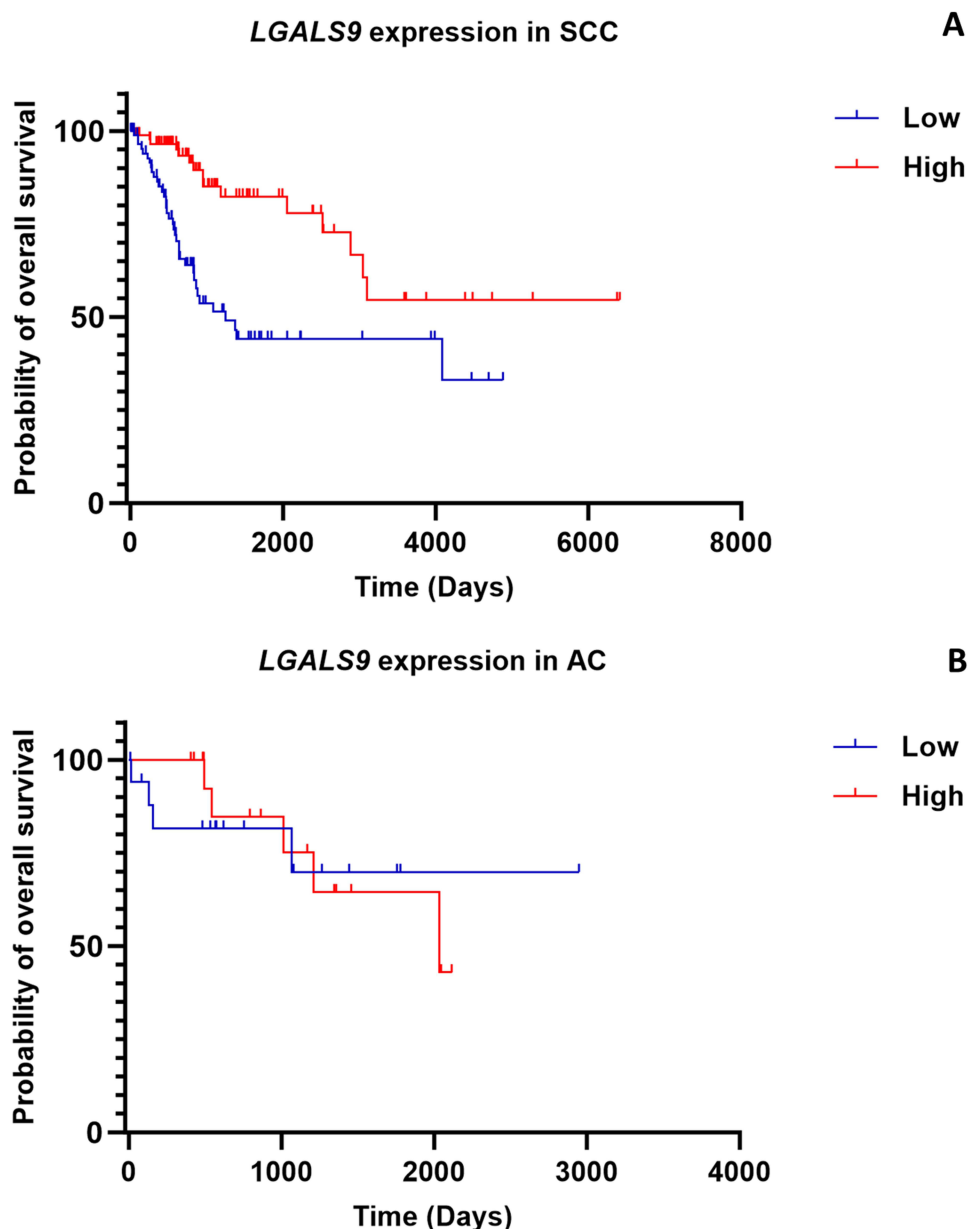 LGALS9 expression in SCC
A
Probability of overall survival
100
50
0
0 2000 4000 6000 8000
Time (Days)
Low
High
LGALS9 expression in AC
B
Probability of overall survival
100
50
0
0 1000 2000 3000 4000
Time (Days)
Low
High